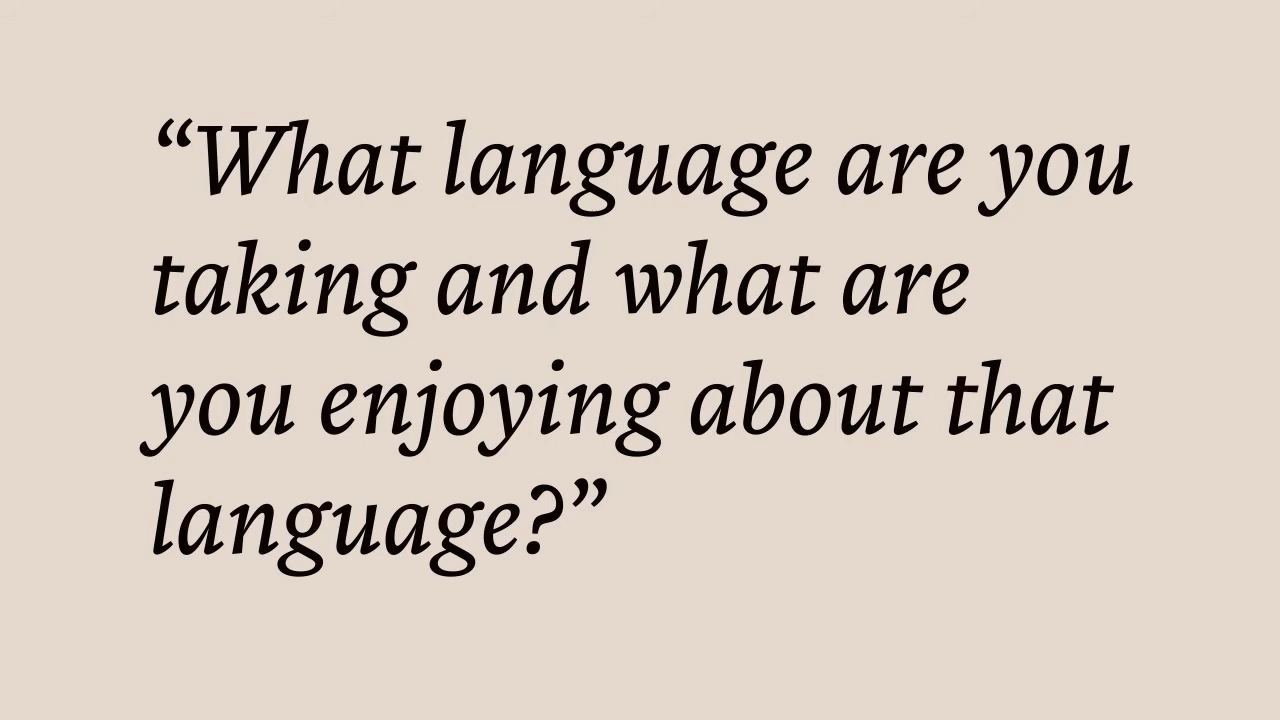 “What language are you
taking and what are
you enjoying about that
language?”